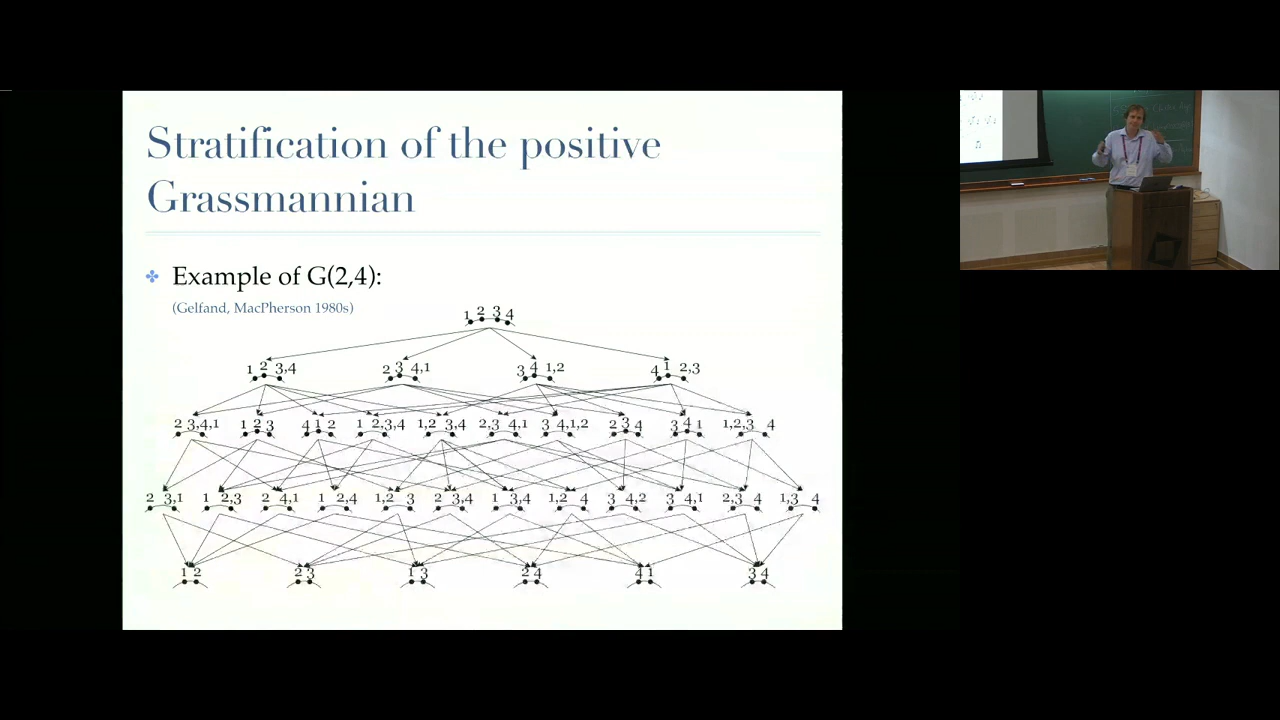 Stratification of the positive
Grassmannian
Example of G(2,4):
(Gelfand, MacPherson 1980s)
1 2 3 4
1 2 3,4 2 3 4,1 3 4 1,2 4 1 2,3
2 3,4,1 1 2 3 4 1 2 1 2,3,4 1,2 3,4 2,3 4,1 3 4,1,2 2 3 4 3 4 1 1,2,3 4
2 3,1 1 2,3 2 4,1 1 2,4 1,2 3 2 3,4 1 3,4 1,2 4 3 4,2 3 4,1 2,3 4 1,3 4
1 2 2 3 1 3 2 4 4 1 3 4